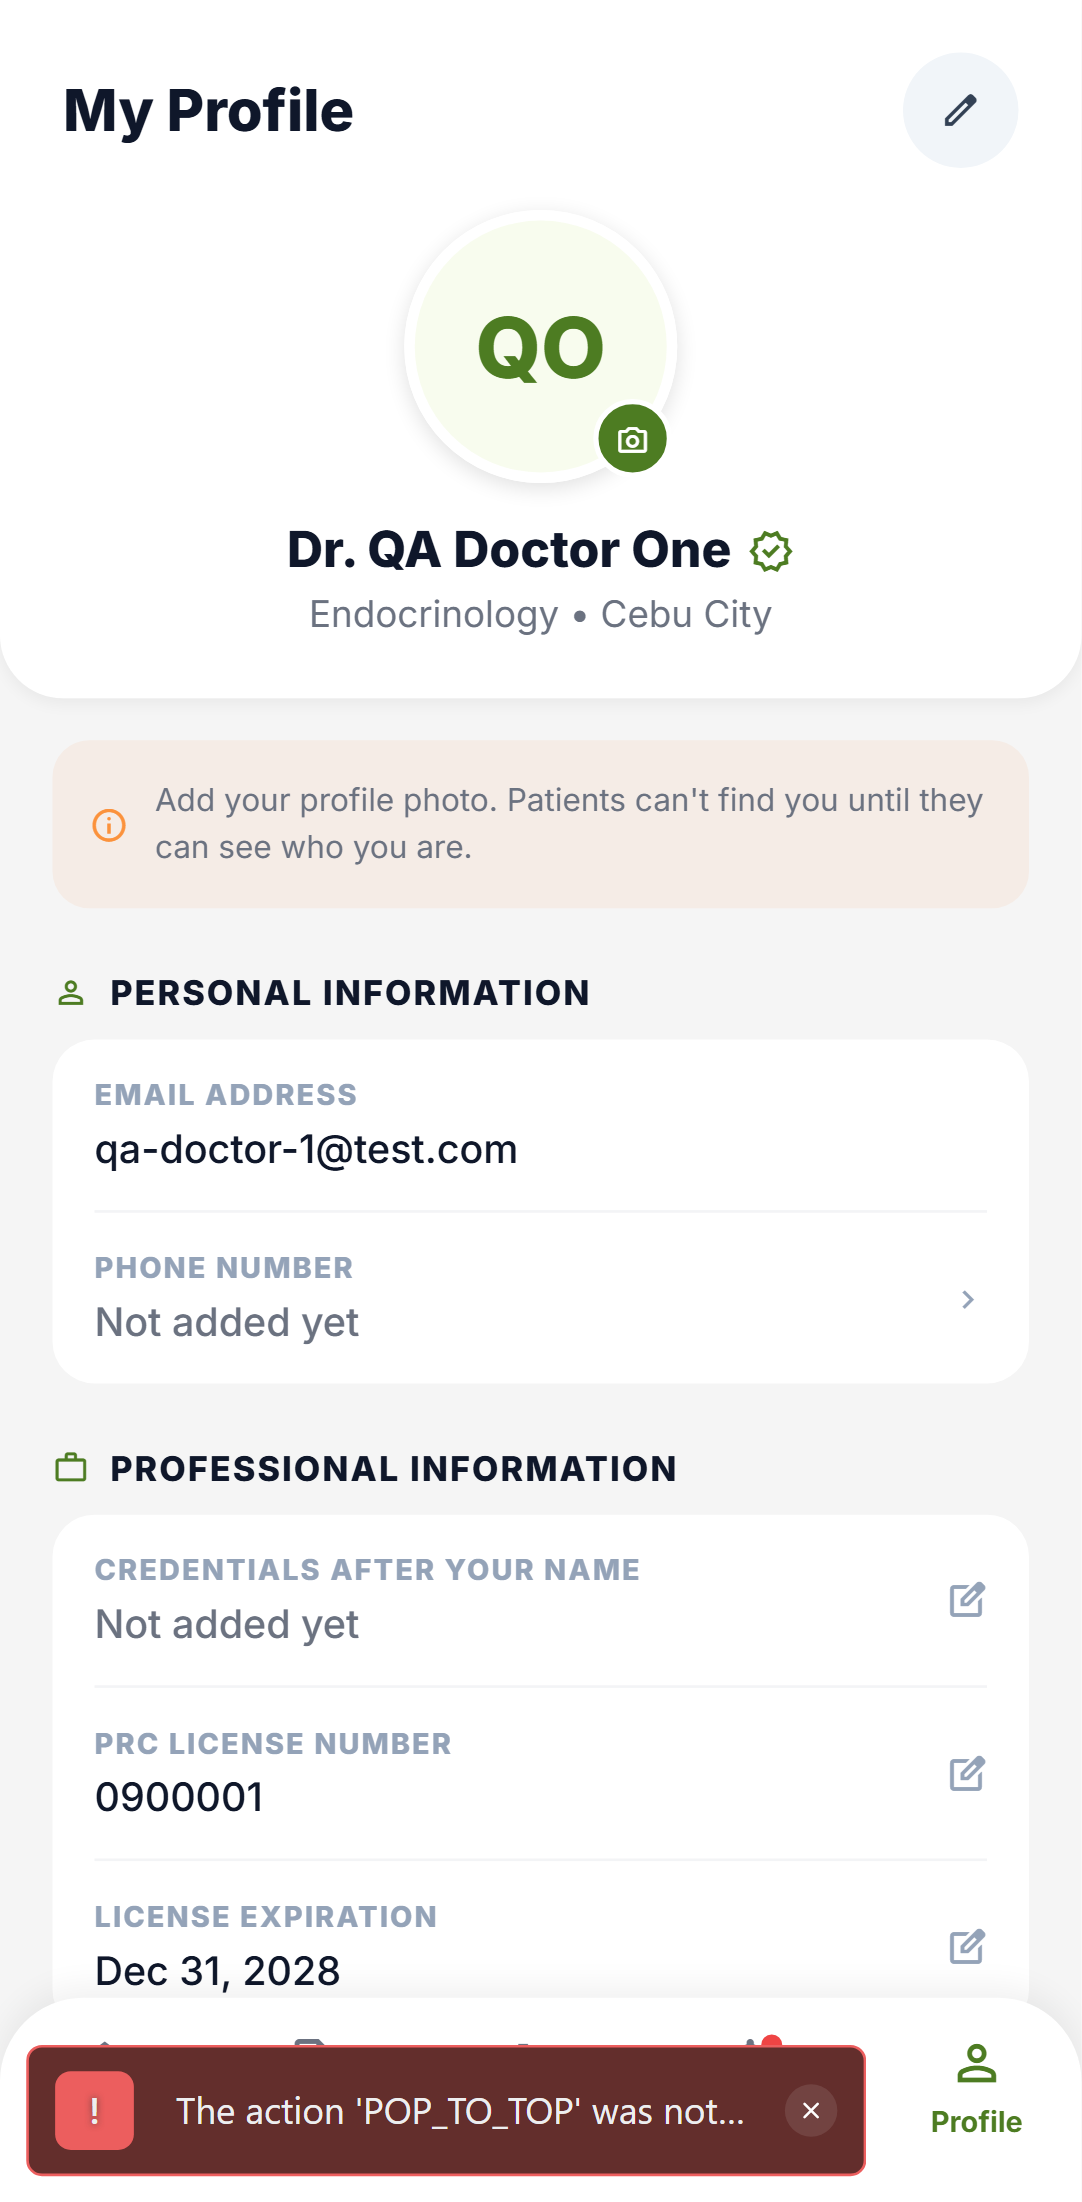 My Profile
QO
Dr. QA Doctor One
Endocrinology • Cebu City
Add your profile photo. Patients can't find you until they
can see who you are.
PERSONAL INFORMATION
EMAIL ADDRESS
qa-doctor-1@test.com
PHONE NUMBER
Not added yet
PROFESSIONAL INFORMATION
CREDENTIALS AFTER YOUR NAME
Not added yet
PRC LICENSE NUMBER
0900001
LICENSE EXPIRATION
Dec 31, 2028
! The action 'POP_TO_TOP' was not...
Profile